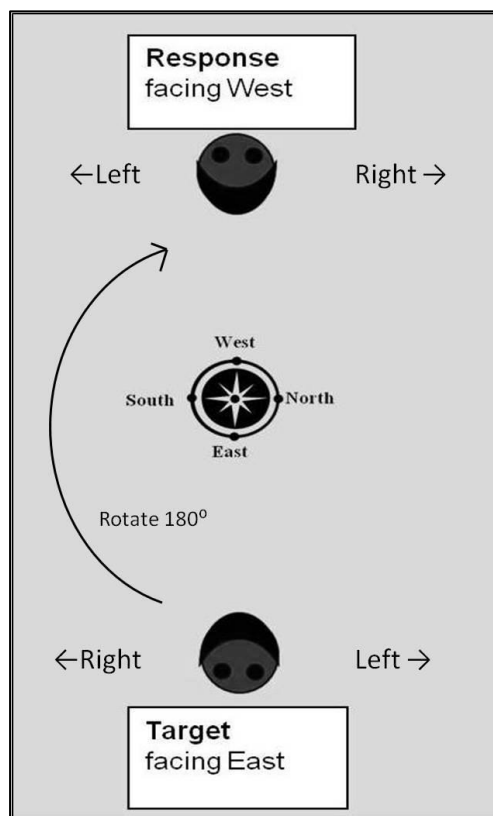 Response
facing West
←Left
Right→
West
South
North
East
Rotate 180⁰
←Right
Left→
Target
facing East